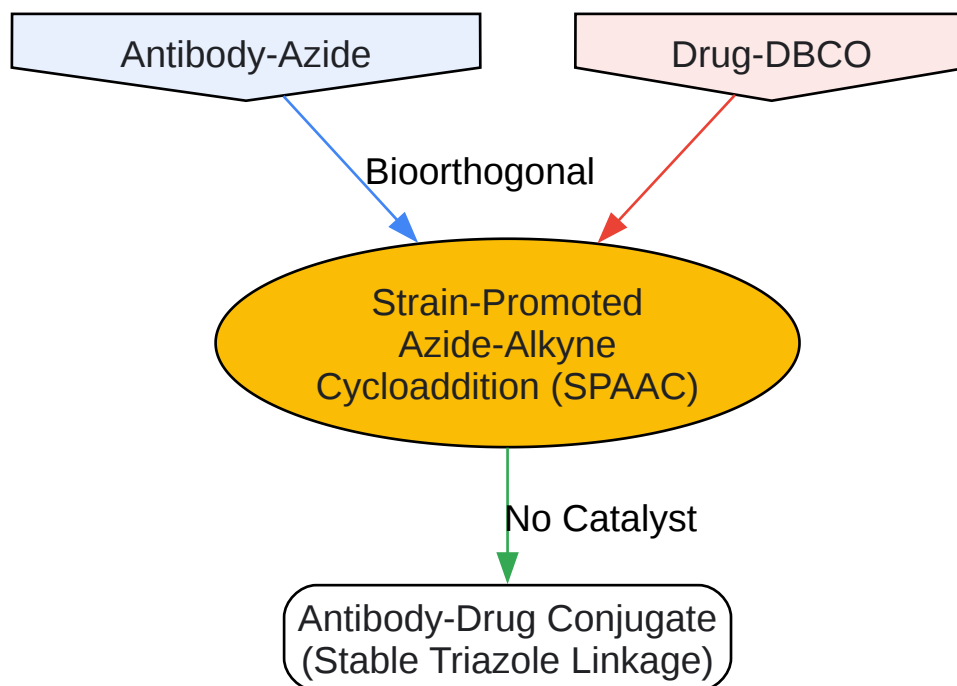 Antibody-Azide
Drug-DBCO
Bioorthogonal
Strain-Promoted
Azide-Alkyne
Cycloaddition (SPAAC)
No Catalyst
Antibody-Drug Conjugate
(Stable Triazole Linkage)